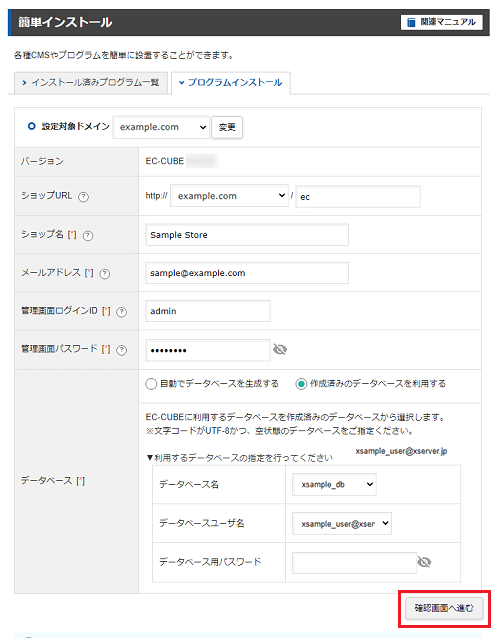 簡単インストール
関連マニュアル
各種CMSやプログラムを簡単に設置することができます。
インストール済みプログラム一覧
プログラムインストール
設定対象ドメイン example.com 変更
バージョン EC-CUBE
ショップURL ? http:// example.com / ec
ショップ名 [*] ? Sample Store
メールアドレス [*] ? sample@example.com
管理画面ログインID [*] ? admin
管理画面パスワード [*] ? ••••••••
自動でデータベースを生成する 作成済みのデータベースを利用する
EC-CUBEに利用するデータベースを作成済みのデータベースから選択します。
※文字コードがUTF-8かつ、空状態のデータベースをご指定ください。
▼利用するデータベースの指定を行ってください xsample_user@xserver.jp
データベース [*]
データベース名 xsample_db
データベースユーザ名 xsample_user@xser
データベース用パスワード
確認画面へ進む